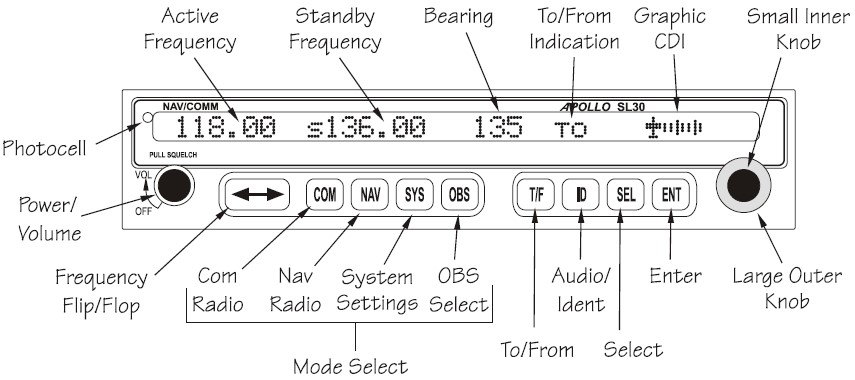 Active
Frequency
Standby
Frequency
Bearing
To/From
Indication
Graphic
CDI
Small Inner
Knob
NAV/COMM
APOLLO SL30
118.00 s136.00 135 TO
Photocell
PULL SQUELCH
VOL
OFF
COM NAV SYS OBS T/F ID SEL ENT
Power/
Volume
Frequency
Flip/Flop
Com
Radio
Nav
Radio
System
Settings
OBS
Select
Audio/
Ident
Enter
Large Outer
Knob
To/From
Select
Mode Select